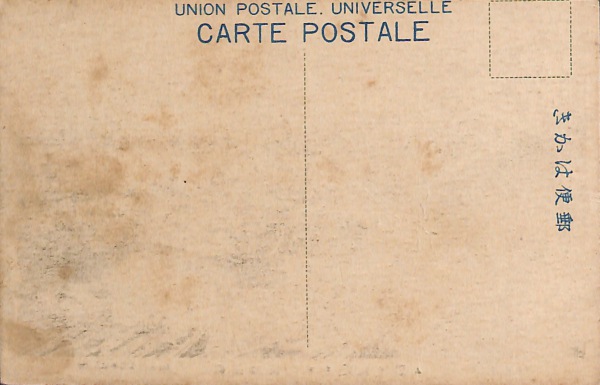 UNION POSTALE. UNIVERSELLE
CARTE POSTALE
郵便はかき